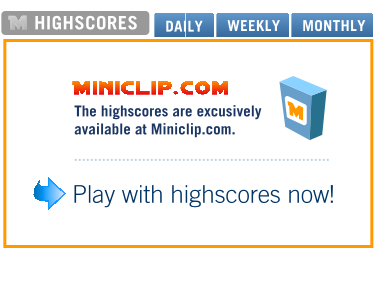 M HIGHSCORES DAILY WEEKLY MONTHLY
MINICLIP.COM
The highscores are excusively
available at Miniclip.com.
M
Play with highscores now!